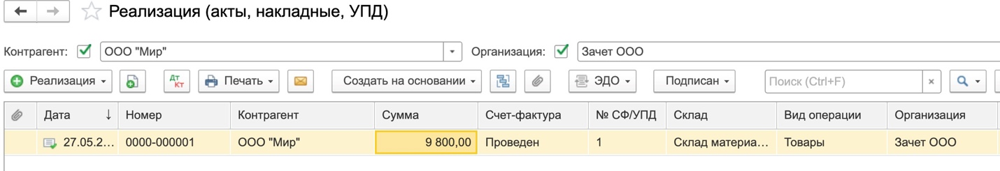 Реализация (акты, накладные, УПД)
Контрагент: ООО "Мир" Организация: Зачет ООО
Реализация Дт Кт Печать Создать на основании ЭДО Подписан Поиск (Ctrl+F) ×
Дата ↓ Номер Контрагент Сумма Счет-фактура № СФ/УПД Склад Вид операции Организация
27.05.2... 0000-000001 ООО "Мир" 9 800,00 Проведен 1 Склад материа... Товары Зачет ООО